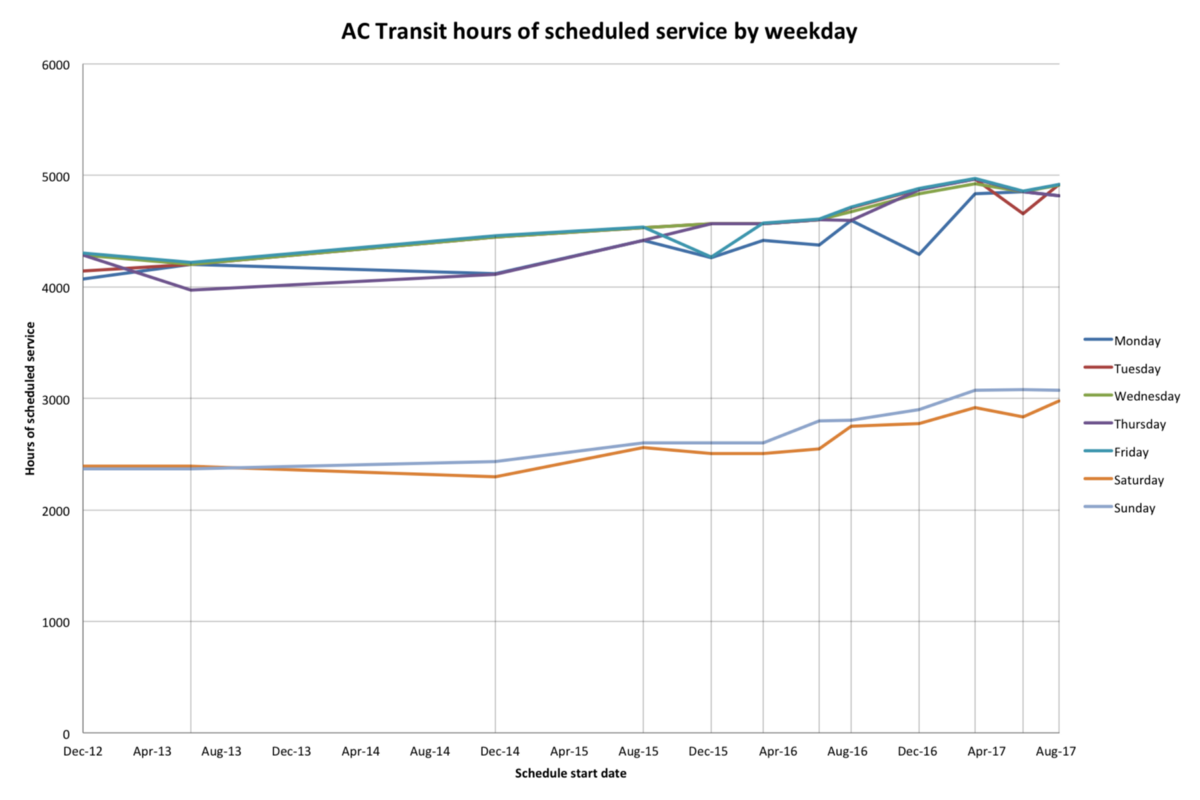 AC Transit hours of scheduled service by weekday
6000
5000
4000
3000
2000
1000
0
Hours of scheduled service
Dec-12 Apr-13 Aug-13 Dec-13 Apr-14 Aug-14 Dec-14 Apr-15 Aug-15 Dec-15 Apr-16 Aug-16 Dec-16 Apr-17 Aug-17
Schedule start date
Monday
Tuesday
Wednesday
Thursday
Friday
Saturday
Sunday